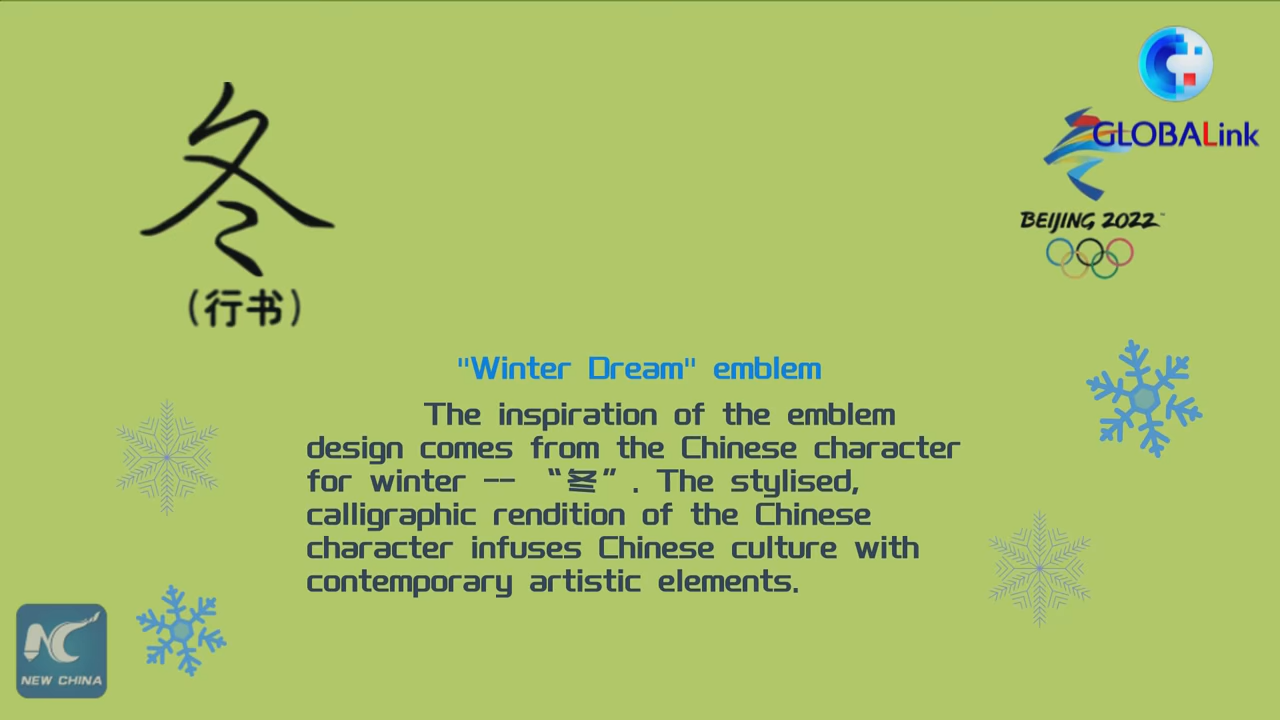 冬
(行书)
GLOBALink
BEIJING 2022™
"Winter Dream" emblem
The inspiration of the emblem
design comes from the Chinese character
for winter -- “冬”. The stylised,
calligraphic rendition of the Chinese
character infuses Chinese culture with
contemporary artistic elements.
NC
NEW CHINA